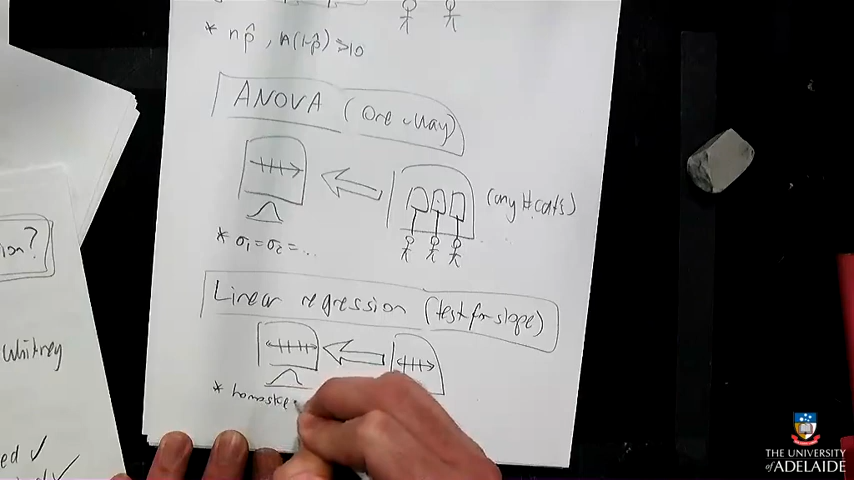 * np̂, n(1-p̂) ≥10
ANOVA (one-way)
(any # cats)
* σ₁=σ₂=...
Linear regression (test for slope)
* homoske
ion?
Whitney
ed ✓
✓
THE UNIVERSITY
of ADELAIDE